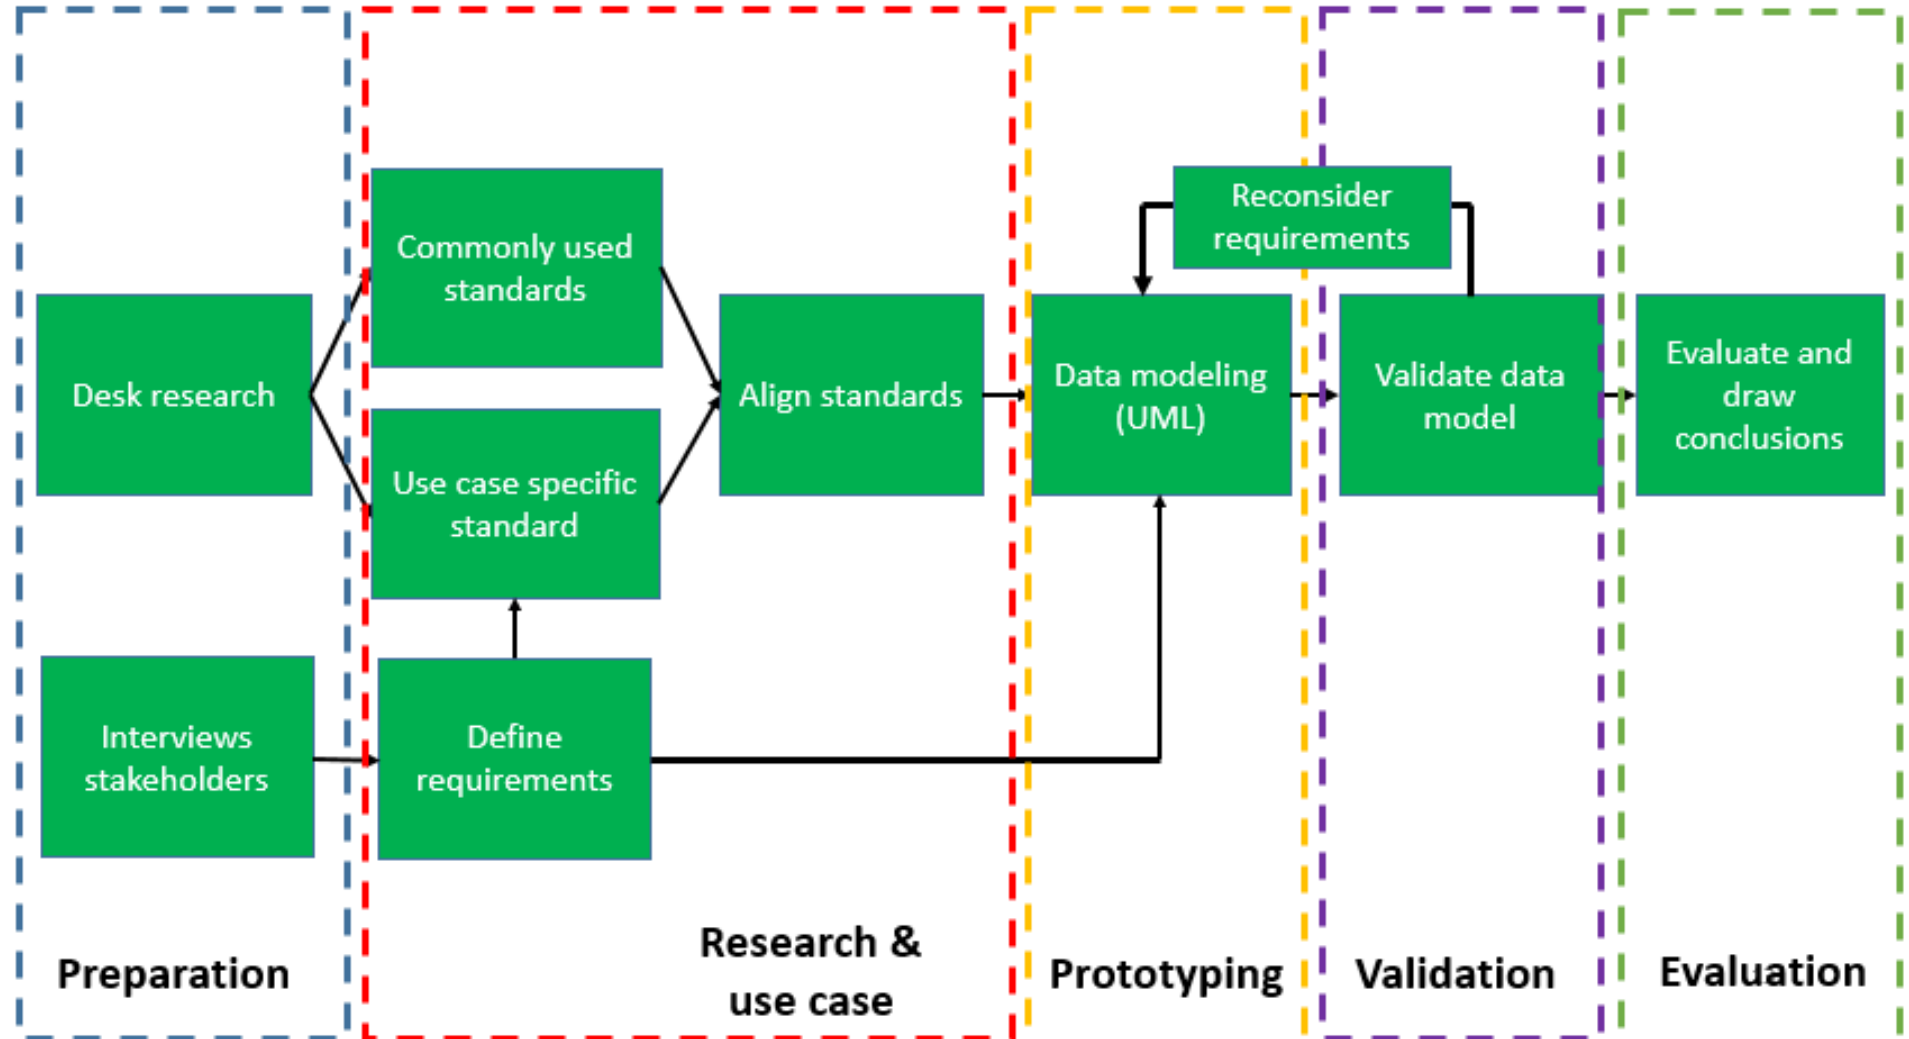 Desk research
Interviews
stakeholders
Preparation
Commonly used
standards
Use case specific
standard
Define
requirements
Align standards
Research &
use case
Reconsider
requirements
Data modeling
(UML)
Prototyping
Validate data
model
Validation
Evaluate and
draw
conclusions
Evaluation